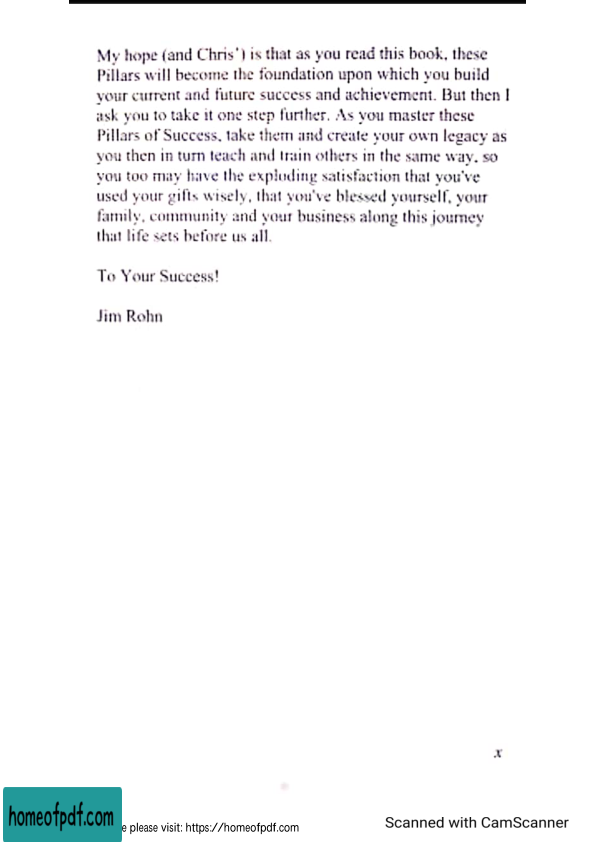 My hope (and Chris') is that as you read this book, these
Pillars will become the foundation upon which you build
your current and future success and achievement. But then I
ask you to take it one step further. As you master these
Pillars of Success, take them and create your own legacy as
you then in turn teach and train others in the same way, so
you too may have the exploding satisfaction that you've
used your gifts wisely, that you've blessed yourself, your
family, community and your business along this journey
that life sets before us all.
To Your Success!
Jim Rohn
x
homeofpdf.com
e please visit: https://homeofpdf.com
Scanned with CamScanner